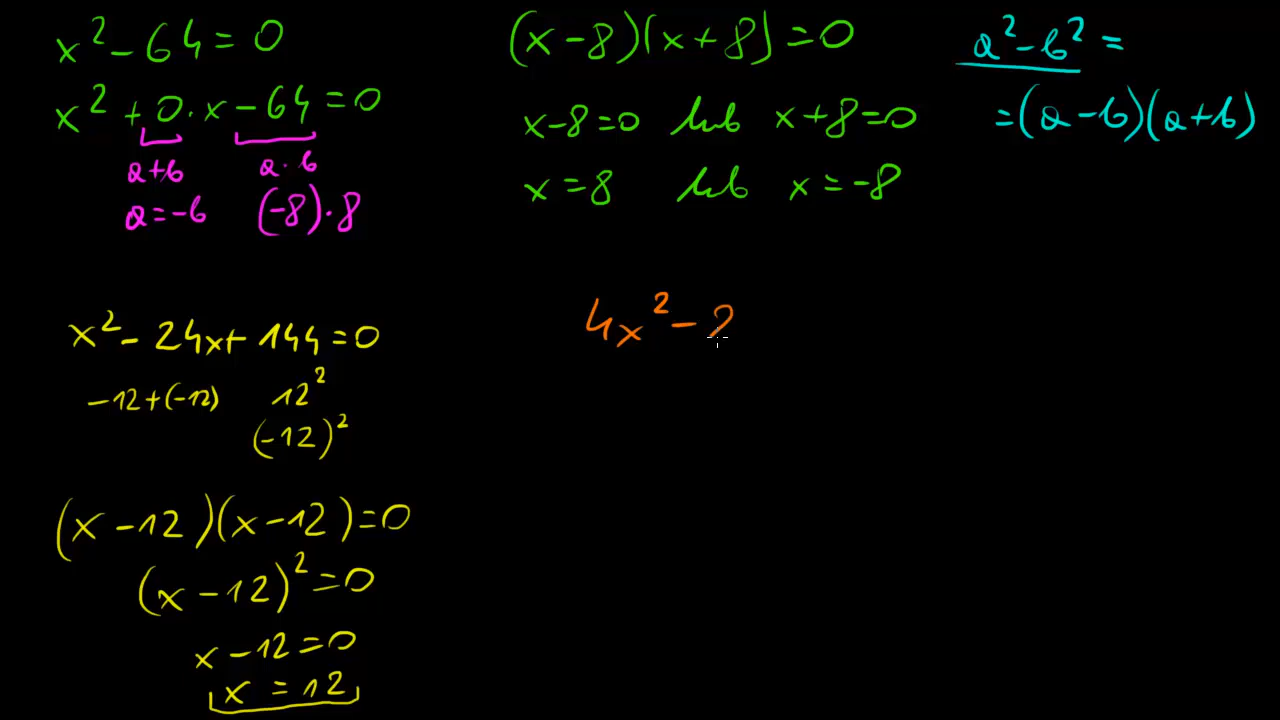 x² - 64 = 0
x² + 0 · x - 64 = 0
a+b a · b
a = -b (-8) · 8
(x - 8)(x + 8) = 0
x - 8 = 0 lub x + 8 = 0
x = 8 lub x = -8
a² - b² =
= (a - b)(a + b)
x² - 24x + 144 = 0
-12 + (-12) 12²
(-12)²
(x - 12)(x - 12) = 0
(x - 12)² = 0
x - 12 = 0
x = 12
4x² - 2